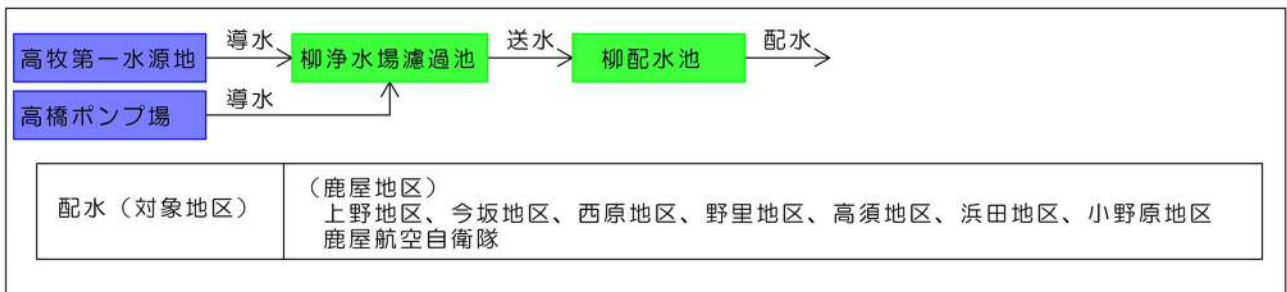 高牧第一水源地
導水
柳浄水場濾過池
送水
柳配水池
配水
高橋ポンプ場
導水
配水（対象地区）
（鹿屋地区）
上野地区、今坂地区、西原地区、野里地区、高須地区、浜田地区、小野原地区
鹿屋航空自衛隊